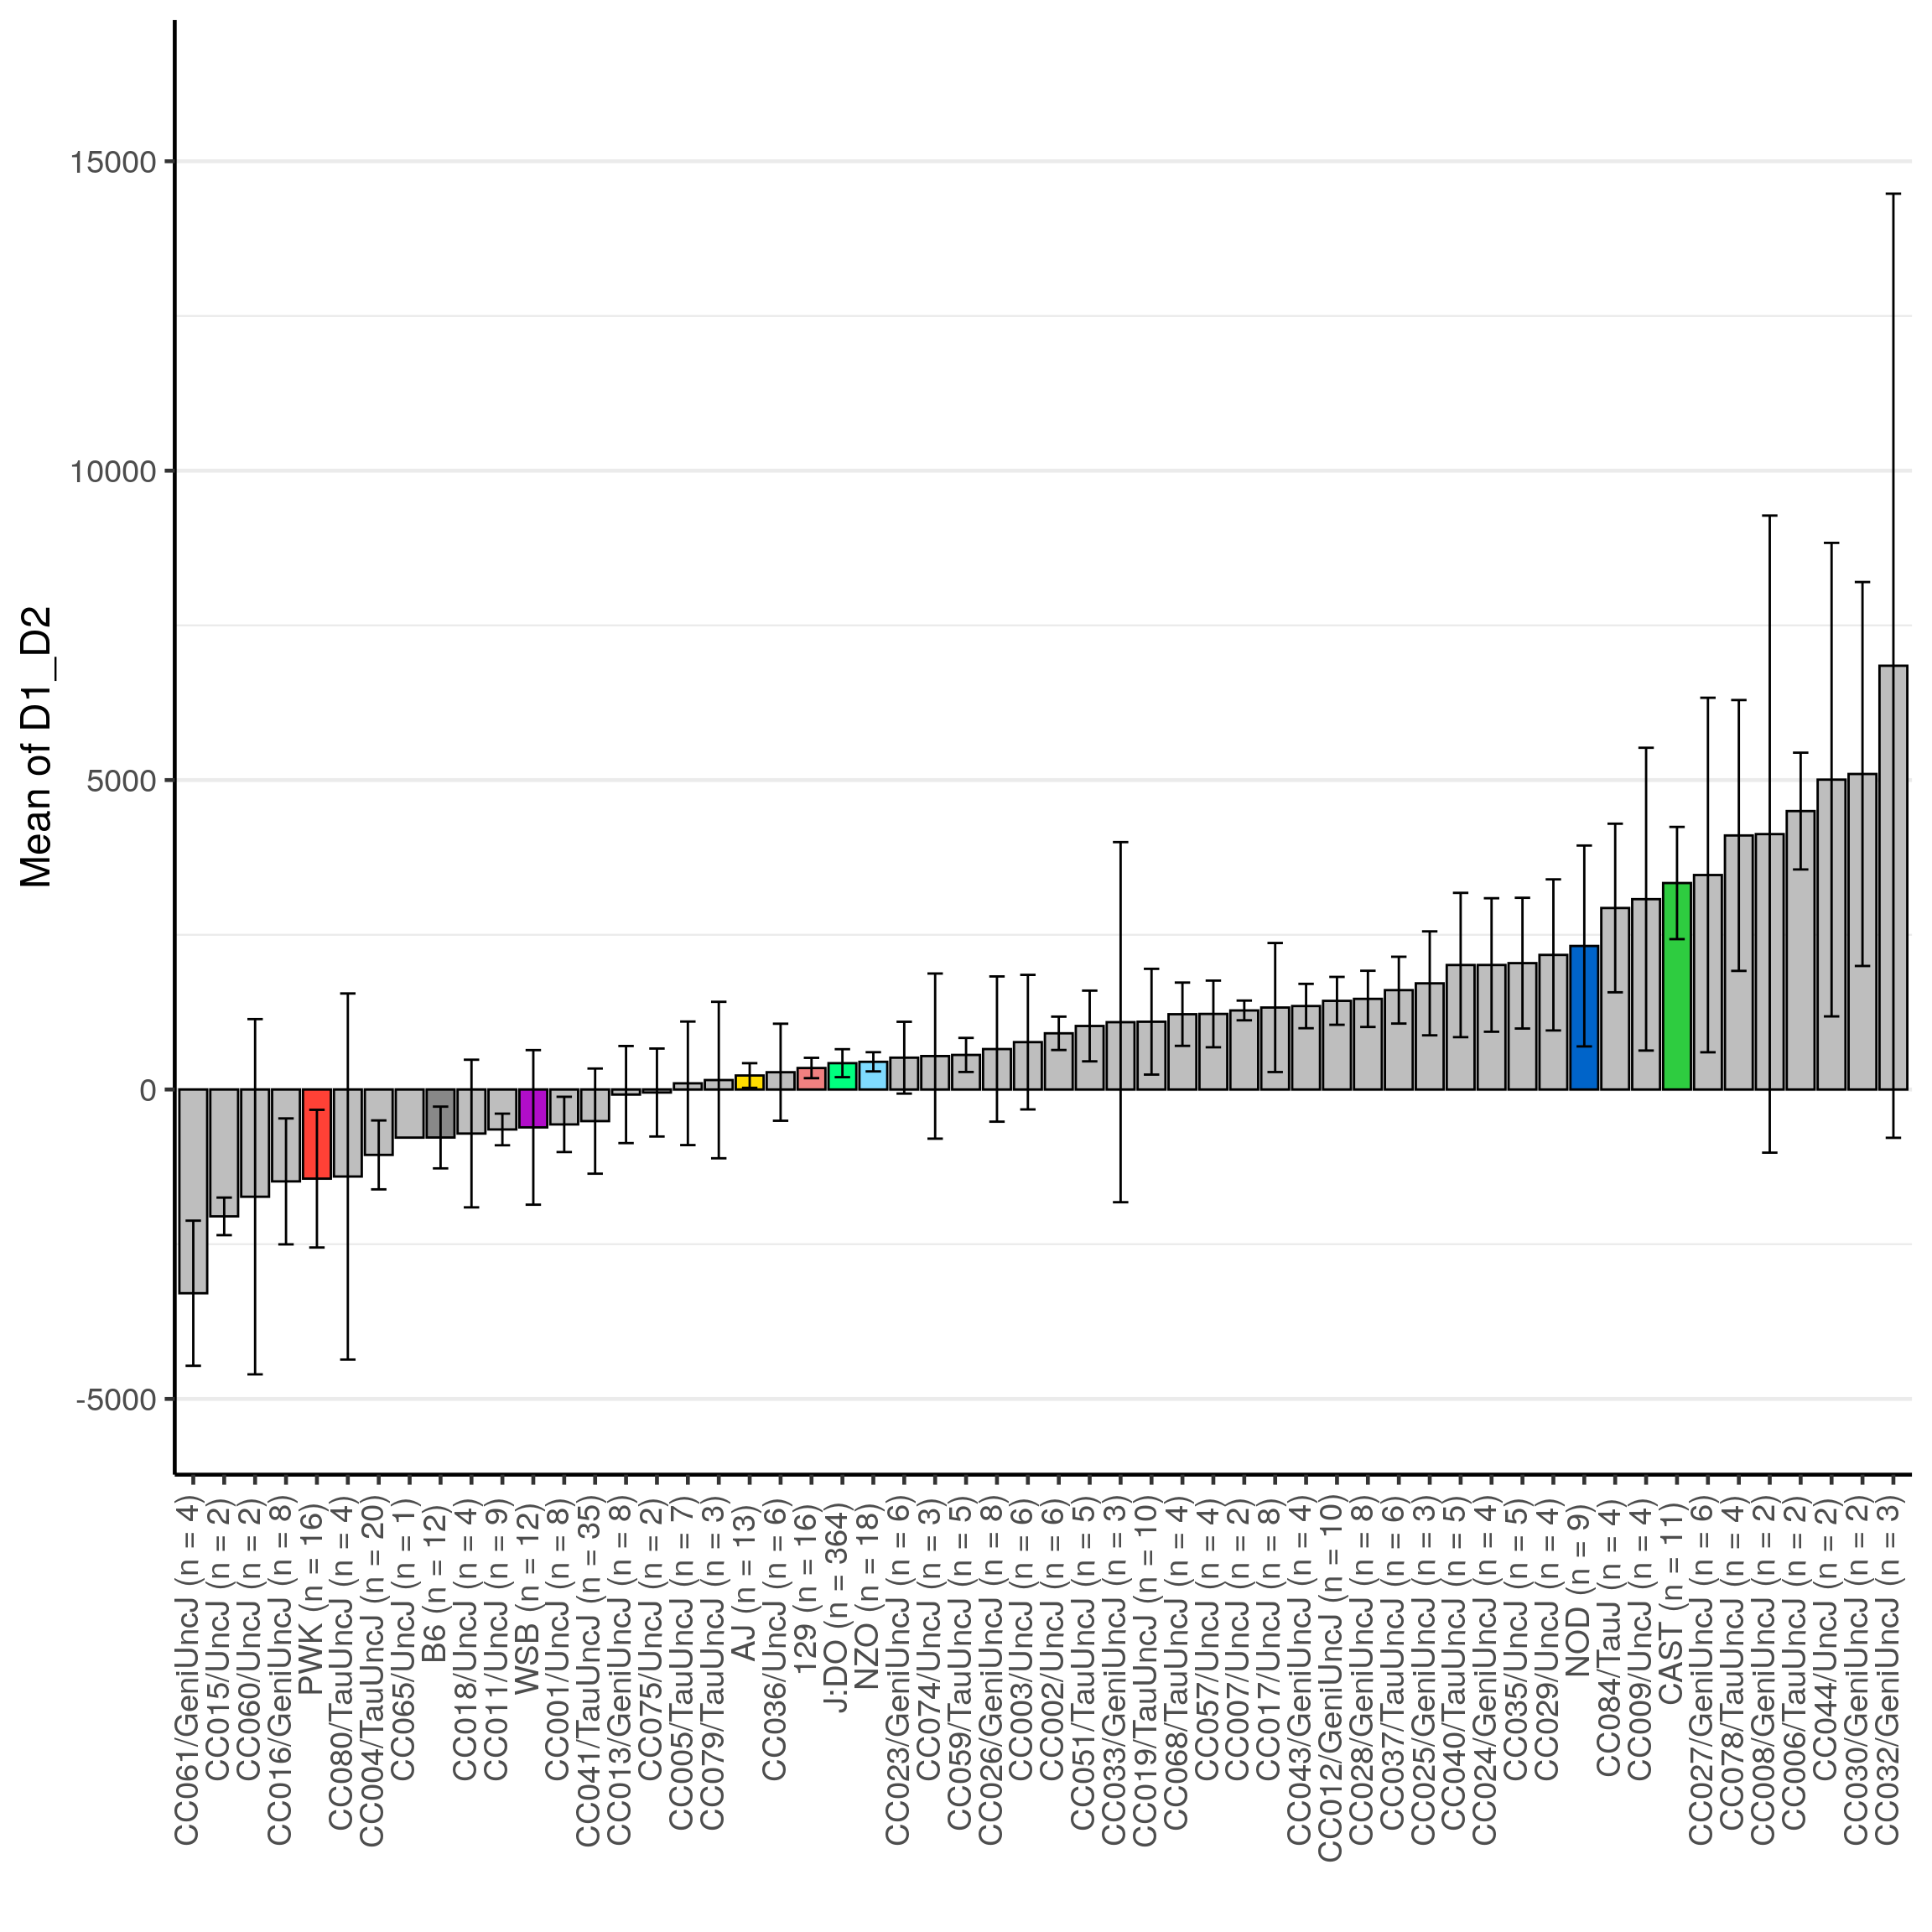 Mean of D1_D2
15000
10000
5000
0
-5000
CC061/GeniUncJ (n = 4)
CC015/UncJ (n = 2)
CC060/UncJ (n = 2)
CC016/GeniUncJ (n = 8)
PWK (n = 16)
CC080/TauUncJ (n = 4)
CC004/TauUncJ (n = 20)
CC065/UncJ (n = 1)
B6 (n = 12)
CC018/UncJ (n = 4)
CC011/UncJ (n = 9)
WSB (n = 12)
CC001/UncJ (n = 8)
CC041/TauUncJ (n = 35)
CC013/GeniUncJ (n = 8)
CC075/UncJ (n = 2)
CC005/TauUncJ (n = 7)
CC079/TauUncJ (n = 3)
AJ (n = 13)
CC036/UncJ (n = 6)
129 (n = 16)
J:DO (n = 364)
NZO (n = 18)
CC023/GeniUncJ (n = 6)
CC074/UncJ (n = 3)
CC059/TauUncJ (n = 5)
CC026/GeniUncJ (n = 8)
CC003/UncJ (n = 6)
CC002/UncJ (n = 6)
CC051/TauUncJ (n = 5)
CC033/GeniUncJ (n = 3)
CC019/TauUncJ (n = 10)
CC068/TauUncJ (n = 4)
CC057/UncJ (n = 4)
CC007/UncJ (n = 2)
CC017/UncJ (n = 8)
CC043/GeniUncJ (n = 4)
CC012/GeniUncJ (n = 10)
CC028/GeniUncJ (n = 8)
CC037/TauUncJ (n = 6)
CC025/GeniUncJ (n = 3)
CC040/TauUncJ (n = 5)
CC024/GeniUncJ (n = 4)
CC035/UncJ (n = 5)
CC029/UncJ (n = 4)
NOD (n = 9)
CC084/TauJ (n = 4)
CC009/UncJ (n = 4)
CAST (n = 11)
CC027/GeniUncJ (n = 6)
CC078/TauUncJ (n = 4)
CC008/GeniUncJ (n = 2)
CC006/TauUncJ (n = 2)
CC044/UncJ (n = 2)
CC030/GeniUncJ (n = 2)
CC032/GeniUncJ (n = 3)